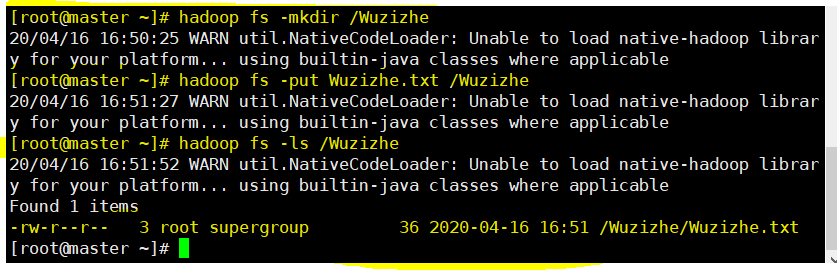 [root@master ~]# hadoop fs -mkdir /Wuzizhe
20/04/16 16:50:25 WARN util.NativeCodeLoader: Unable to load native-hadoop librar
y for your platform... using builtin-java classes where applicable
[root@master ~]# hadoop fs -put Wuzizhe.txt /Wuzizhe
20/04/16 16:51:27 WARN util.NativeCodeLoader: Unable to load native-hadoop librar
y for your platform... using builtin-java classes where applicable
[root@master ~]# hadoop fs -ls /Wuzizhe
20/04/16 16:51:52 WARN util.NativeCodeLoader: Unable to load native-hadoop librar
y for your platform... using builtin-java classes where applicable
Found 1 items
-rw-r--r--   3 root supergroup         36 2020-04-16 16:51 /Wuzizhe/Wuzizhe.txt
[root@master ~]#